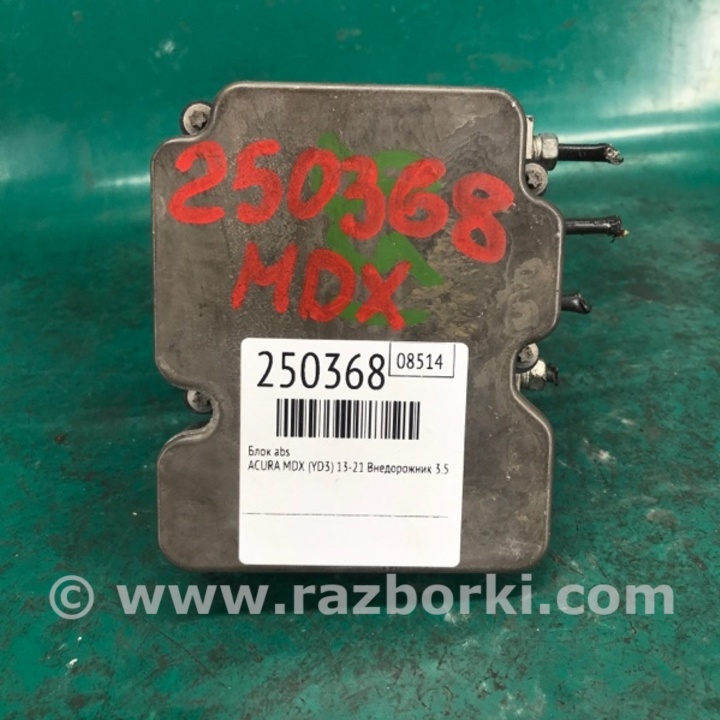 250368
MDX
250368 08514
Блок abs
ACURA MDX (YD3) 13-21 Внедорожник 3.5
© www.razborki.com